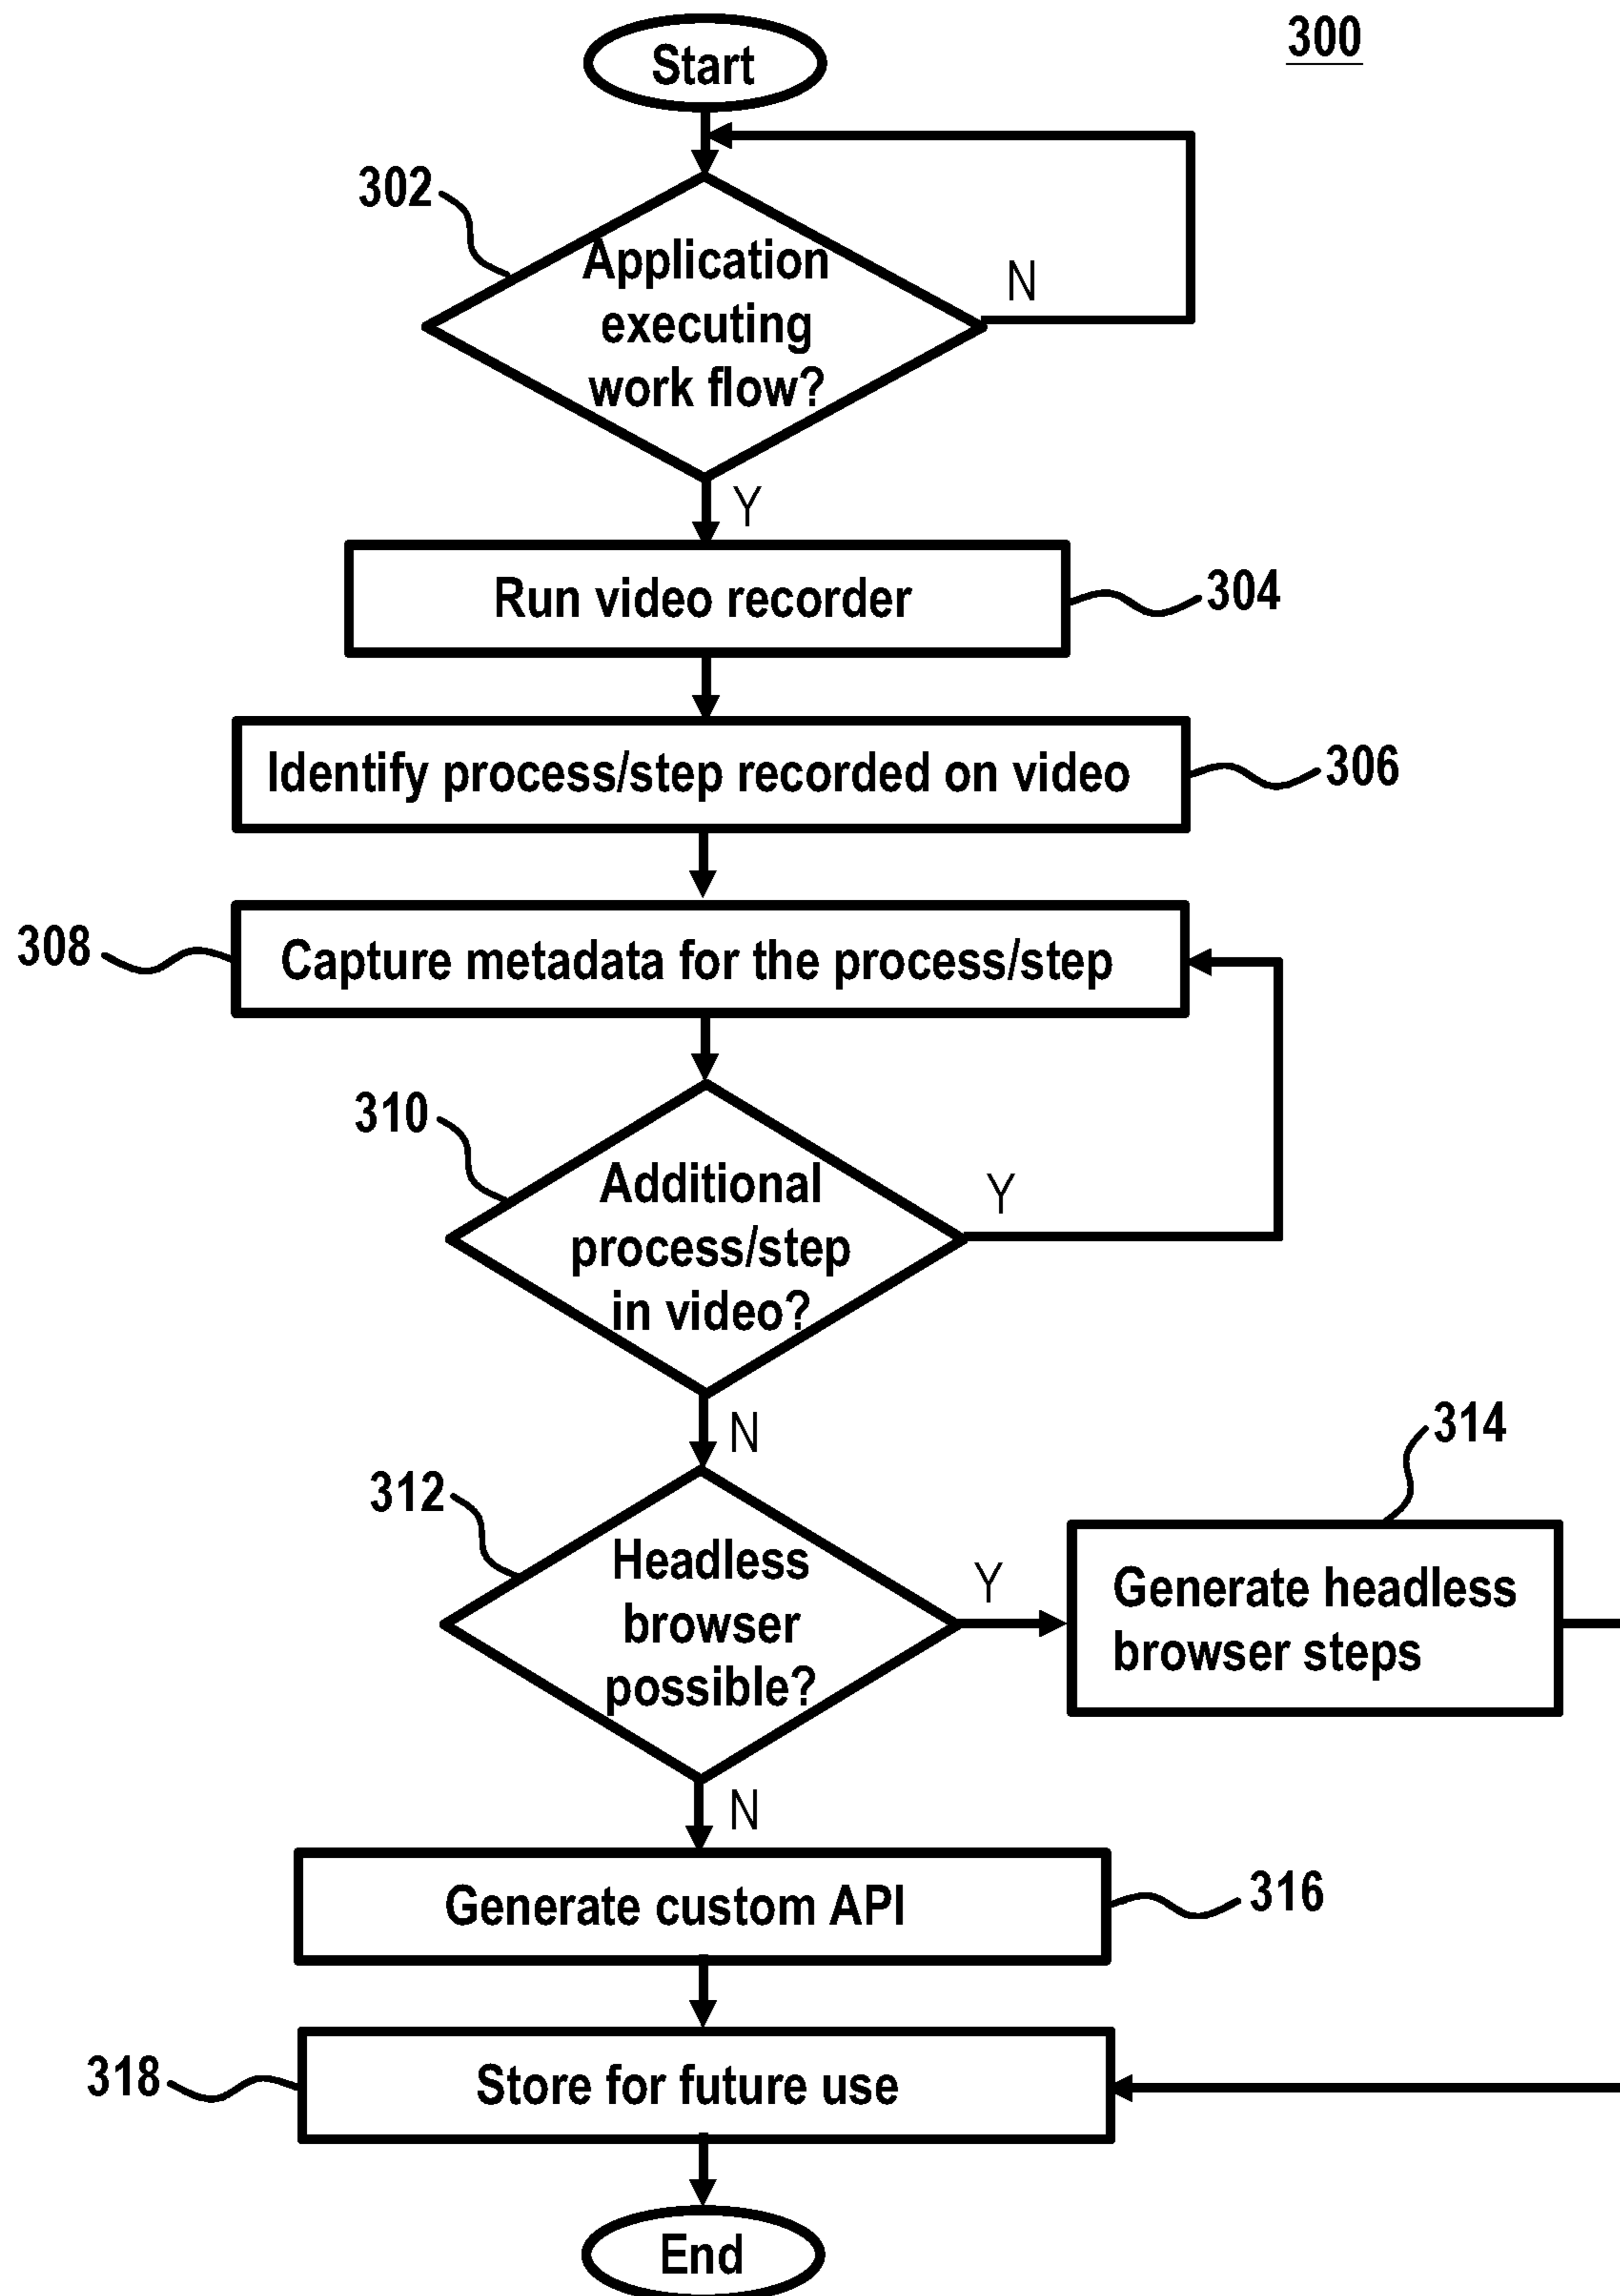 300
Start
302
Application
executing
work flow?
N
Y
Run video recorder
304
Identify process/step recorded on video
306
308
Capture metadata for the process/step
310
Additional
process/step
in video?
Y
N
312
Headless
browser
possible?
Y
314
Generate headless
browser steps
N
Generate custom API
316
318
Store for future use
End